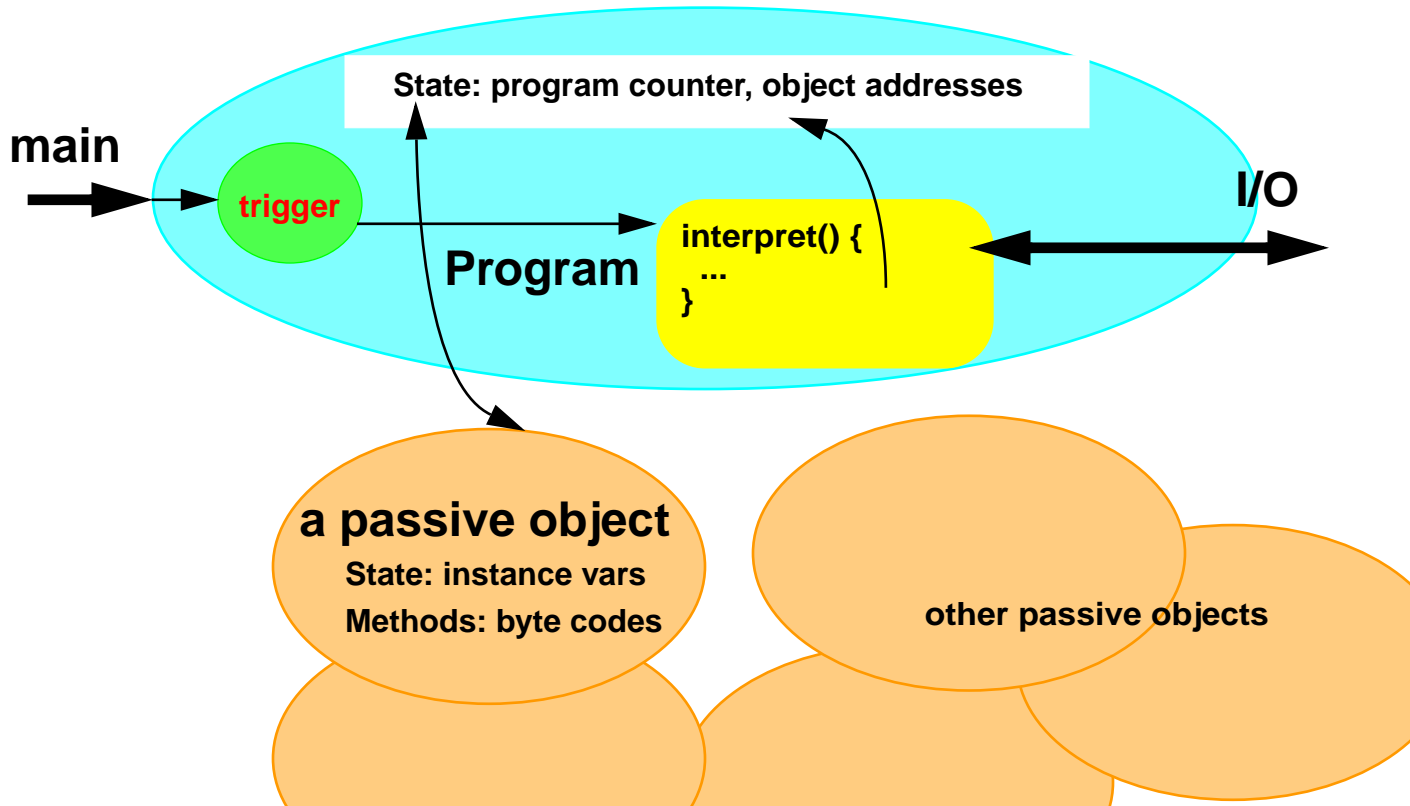 State: program counter, object addresses
main
I/O
trigger
Program
interpret() {
...
}
a passive object
State: instance vars
Methods: byte codes
other passive objects